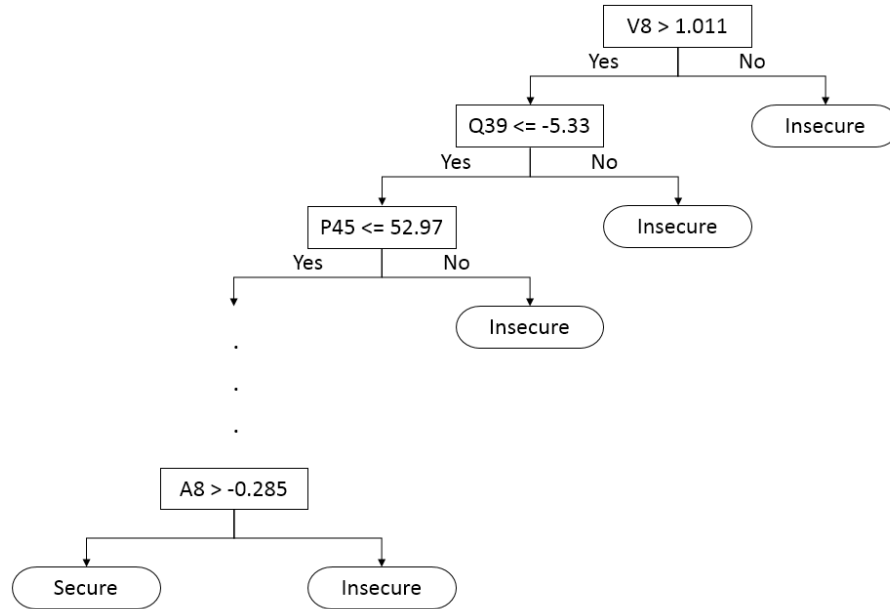 V8 > 1.011
Yes No
Q39 <= -5.33
Insecure
Yes No
P45 <= 52.97
Insecure
Yes No
Insecure
.
.
.
A8 > -0.285
Secure Insecure